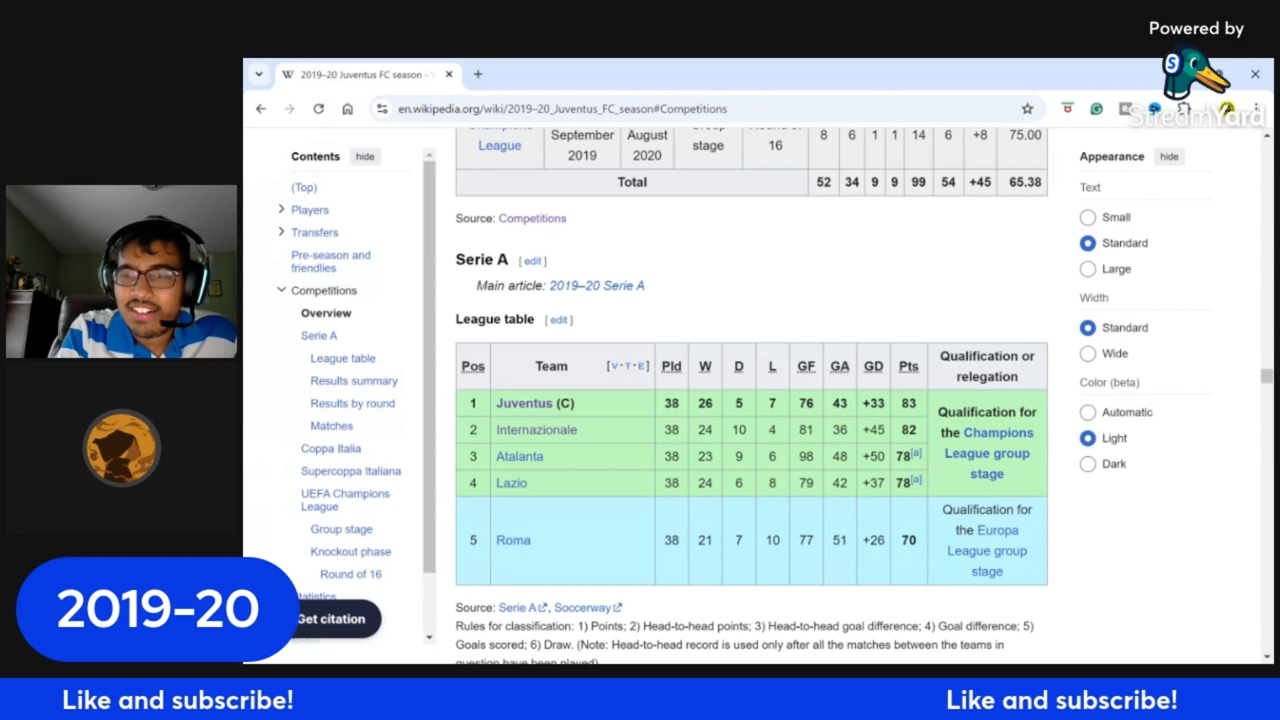 Powered by
StreamYard
2019–20 Juventus FC season -
en.wikipedia.org/wiki/2019–20_Juventus_FC_season#Competitions
Contents hide
(Top)
Players
Transfers
Pre-season and
friendlies
Competitions
Overview
Serie A
League table
Results summary
Results by round
Matches
Coppa Italia
Supercoppa Italiana
UEFA Champions
League
Group stage
Knockout phase
Round of 16
Get citation
Champions
League
September
2019
August
2020
stage
16
8 6 1 1 14 6 +8 75.00
Total 52 34 9 9 99 54 +45 65.38
Source: Competitions
Serie A [ edit ]
Main article: 2019–20 Serie A
League table [ edit ]
Pos Team [V·T·E] Pld W D L GF GA GD Pts Qualification or
relegation
1 Juventus (C) 38 26 5 7 76 43 +33 83
2 Internazionale 38 24 10 4 81 36 +45 82
3 Atalanta 38 23 9 6 98 48 +50 78[a]
4 Lazio 38 24 6 8 79 42 +37 78[a]
Qualification for
the Champions
League group
stage
5 Roma 38 21 7 10 77 51 +26 70
Qualification for
the Europa
League group
stage
Source: Serie A, Soccerway
Rules for classification: 1) Points; 2) Head-to-head points; 3) Head-to-head goal difference; 4) Goal difference; 5)
Goals scored; 6) Draw. (Note: Head-to-head record is used only after all the matches between the teams in
question have been played)
Appearance hide
Text
Small
Standard
Large
Width
Standard
Wide
Color (beta)
Automatic
Light
Dark
2019–20
Like and subscribe!
Like and subscribe!